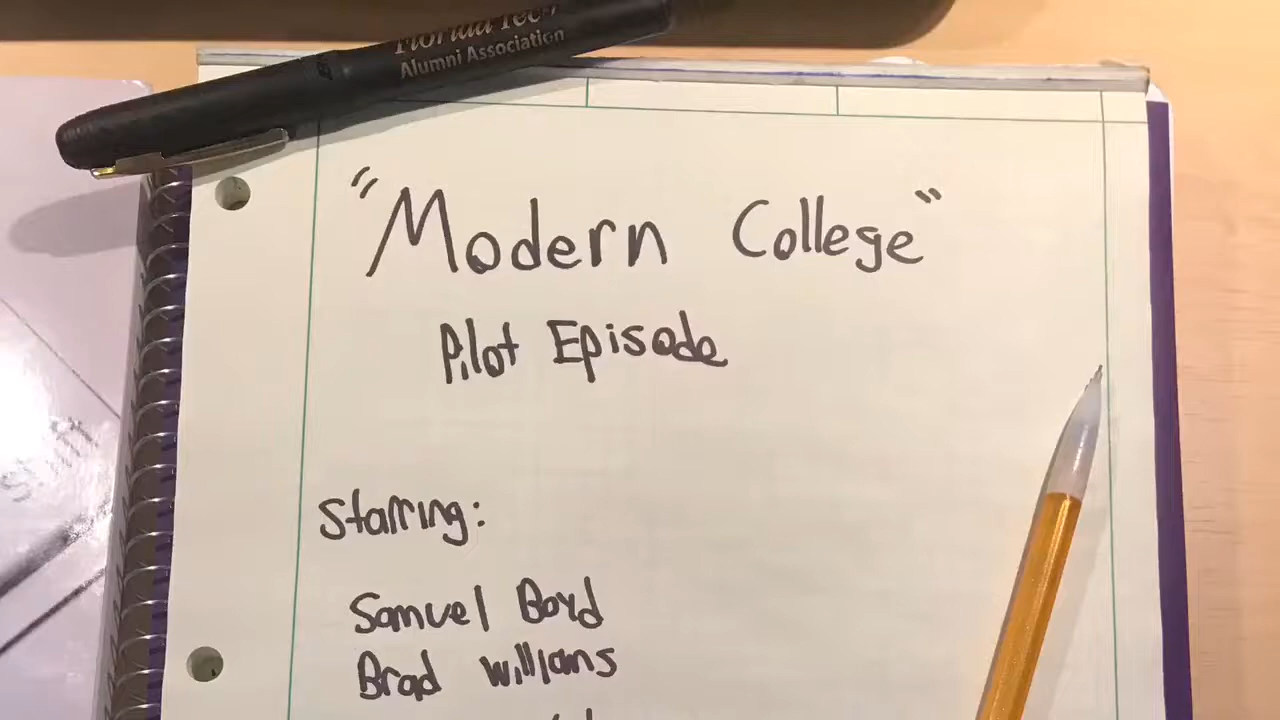 Florida Tech
Alumni Association
"Modern College"
Pilot Episode
Starring:
Samuel Boyd
Brad Williams